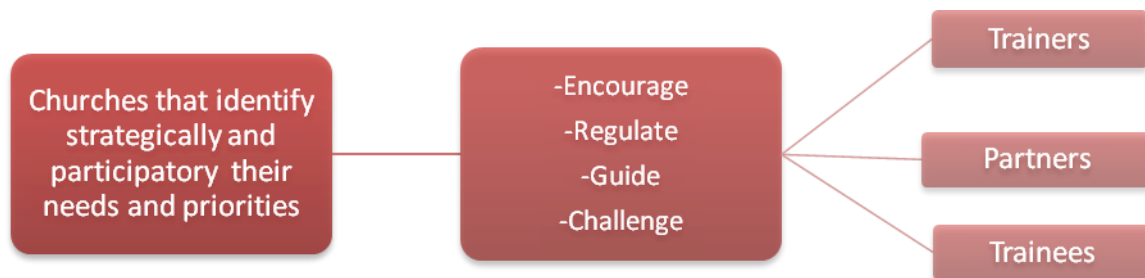 Churches that identify
strategically and
participatory their
needs and priorities
-Encourage
-Regulate
-Guide
-Challenge
Trainers
Partners
Trainees